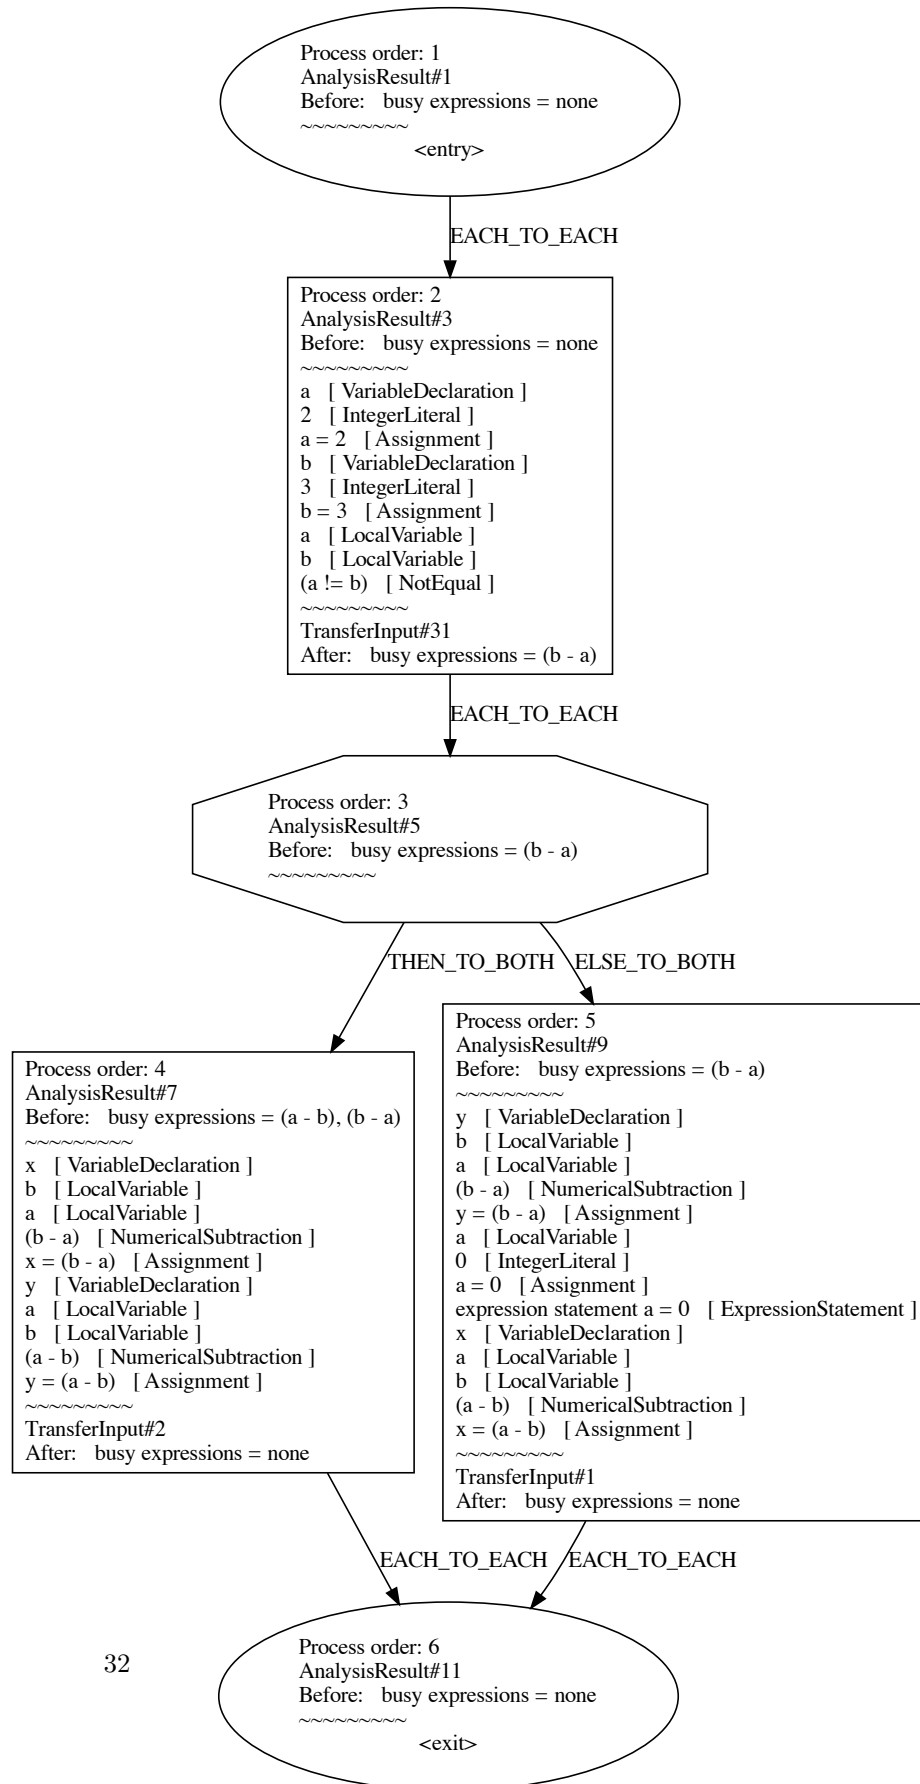 Process order: 1
AnalysisResult#1
Before: busy expressions = none
~~~~~~~~~
<entry>
EACH_TO_EACH
Process order: 2
AnalysisResult#3
Before: busy expressions = none
~~~~~~~~~
a [ VariableDeclaration ]
2 [ IntegerLiteral ]
a = 2 [ Assignment ]
b [ VariableDeclaration ]
3 [ IntegerLiteral ]
b = 3 [ Assignment ]
a [ LocalVariable ]
b [ LocalVariable ]
(a != b) [ NotEqual ]
~~~~~~~~~
TransferInput#31
After: busy expressions = (b - a)
EACH_TO_EACH
Process order: 3
AnalysisResult#5
Before: busy expressions = (b - a)
~~~~~~~~~
THEN_TO_BOTH
ELSE_TO_BOTH
Process order: 4
AnalysisResult#7
Before: busy expressions = (a - b), (b - a)
~~~~~~~~~
x [ VariableDeclaration ]
b [ LocalVariable ]
a [ LocalVariable ]
(b - a) [ NumericalSubtraction ]
x = (b - a) [ Assignment ]
y [ VariableDeclaration ]
a [ LocalVariable ]
b [ LocalVariable ]
(a - b) [ NumericalSubtraction ]
y = (a - b) [ Assignment ]
~~~~~~~~~
TransferInput#2
After: busy expressions = none
Process order: 5
AnalysisResult#9
Before: busy expressions = (b - a)
~~~~~~~~~
y [ VariableDeclaration ]
b [ LocalVariable ]
a [ LocalVariable ]
(b - a) [ NumericalSubtraction ]
y = (b - a) [ Assignment ]
a [ LocalVariable ]
0 [ IntegerLiteral ]
a = 0 [ Assignment ]
expression statement a = 0 [ ExpressionStatement ]
x [ VariableDeclaration ]
a [ LocalVariable ]
b [ LocalVariable ]
(a - b) [ NumericalSubtraction ]
x = (a - b) [ Assignment ]
~~~~~~~~~
TransferInput#1
After: busy expressions = none
EACH_TO_EACH
EACH_TO_EACH
Process order: 6
AnalysisResult#11
Before: busy expressions = none
~~~~~~~~~
<exit>
32